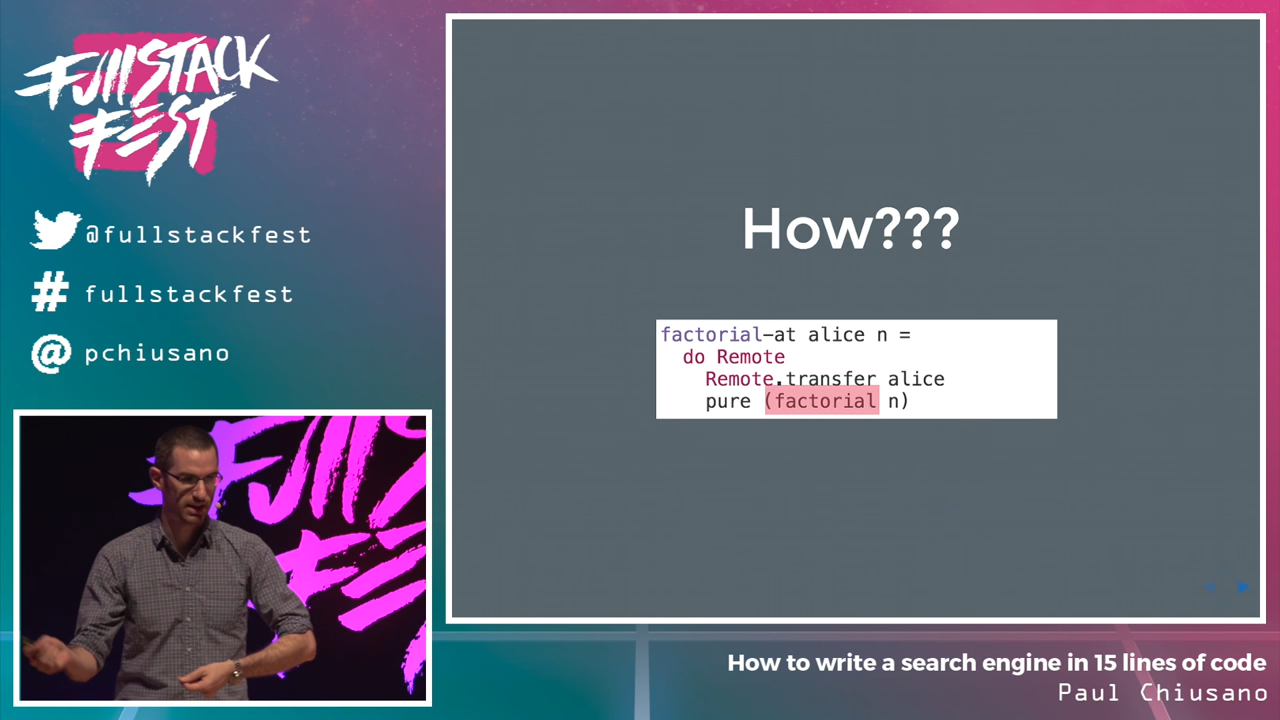 FullSTACK
FEST
@fullstackfest
# fullstackfest
@ pchiusano
How???
factorial-at alice n =
do Remote
Remote.transfer alice
pure (factorial n)
How to write a search engine in 15 lines of code
Paul Chiusano